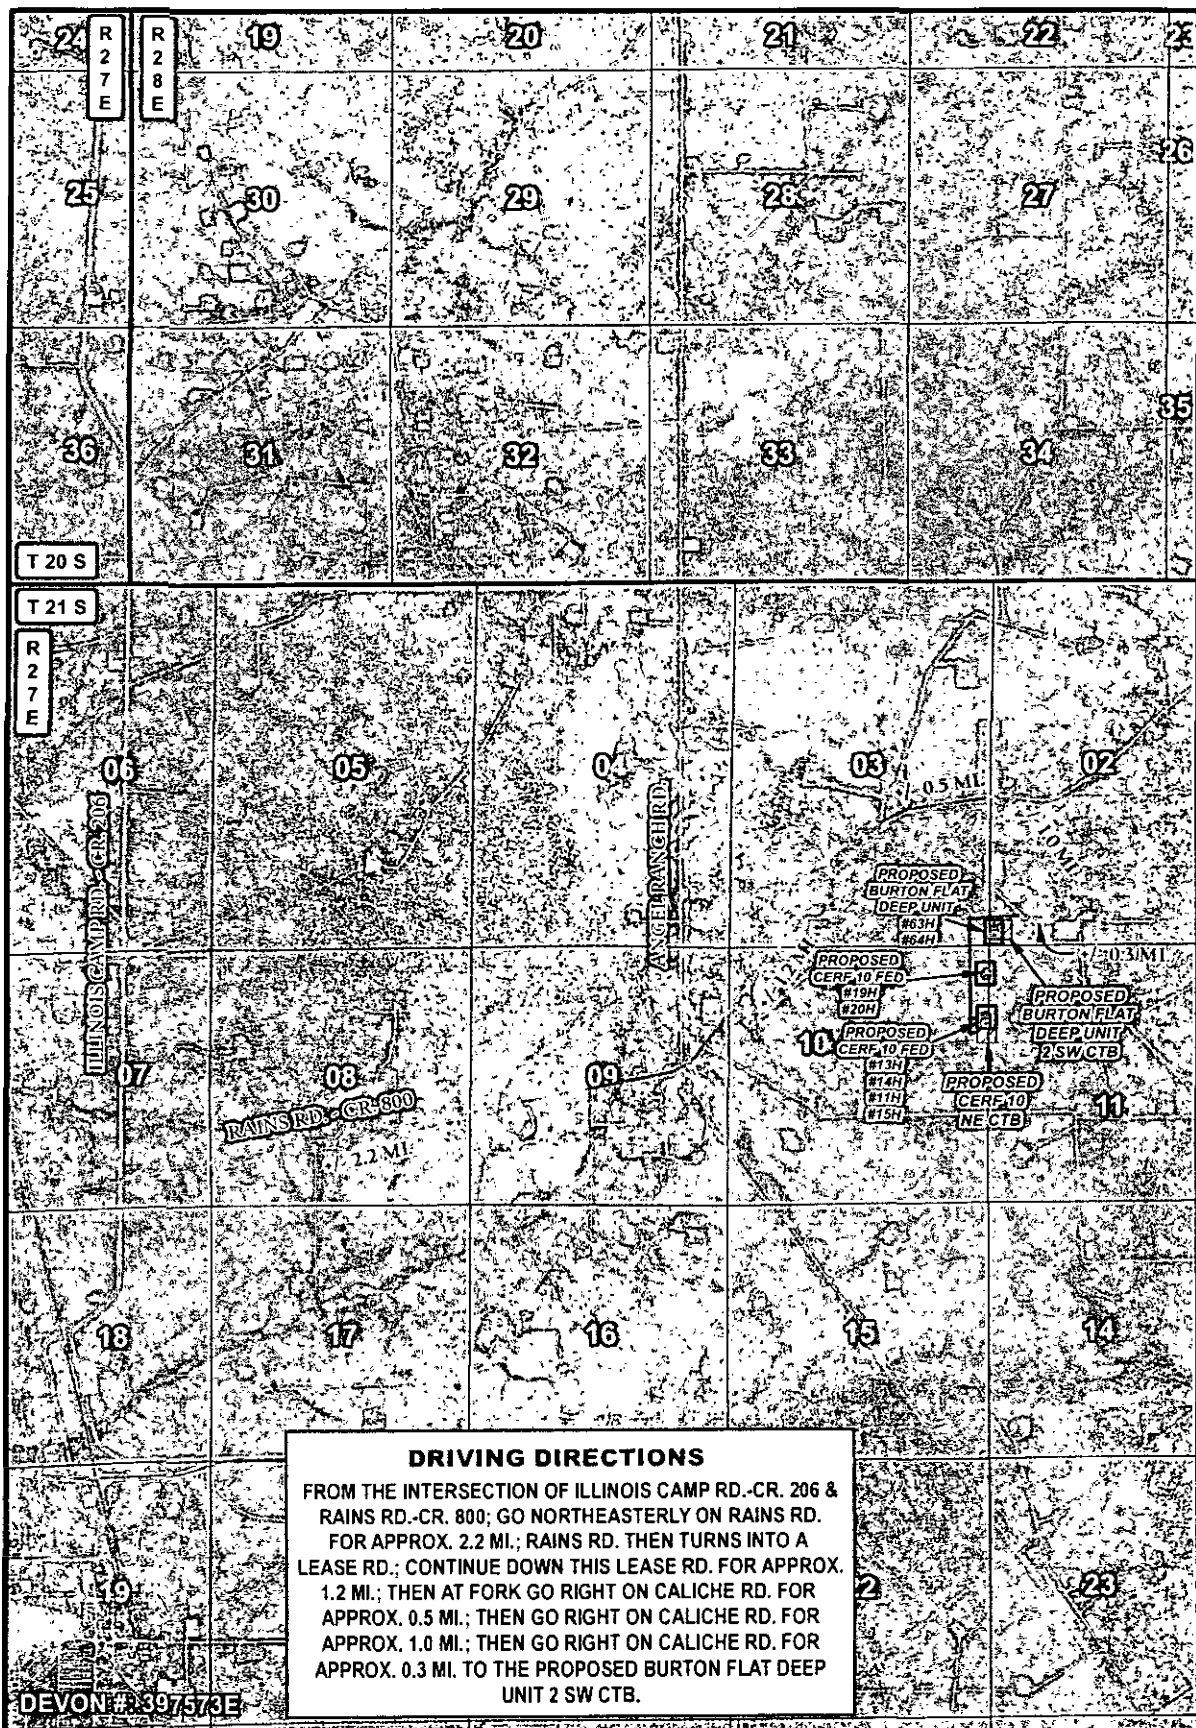 24
R
27
E
R
28
E
19
20
21
22
23
25
30
29
28
27
26
36
31
32
33
34
35
T 20 S
T 21 S
R
2
7
E
06
05
03
02
0.5 MI.
1.0 MI.
ILLINOIS CAMP RD. - CR. 206
PROPOSED
BURTON FLAT
DEEP UNIT
#63H
#64H
PROPOSED
CERF 10 FED
#19H
#20H
+/- 0.3 MI.
PROPOSED
BURTON FLAT
DEEP UNIT
2 SW CTB
1.2 MI.
10
PROPOSED
CERF 10 FED
#13H
#14H
#11H
#15H
PROPOSED
CERF 10
NE CTB
07
08
09
11
RAINS RD. - CR. 800
+/- 2.2 MI.
18
17
16
15
14
19
23
DRIVING DIRECTIONS
FROM THE INTERSECTION OF ILLINOIS CAMP RD.-CR. 206 &
RAINS RD.-CR. 800; GO NORTHEASTERLY ON RAINS RD.
FOR APPROX. 2.2 MI.; RAINS RD. THEN TURNS INTO A
LEASE RD.; CONTINUE DOWN THIS LEASE RD. FOR APPROX.
1.2 MI.; THEN AT FORK GO RIGHT ON CALICHE RD. FOR
APPROX. 0.5 MI.; THEN GO RIGHT ON CALICHE RD. FOR
APPROX. 1.0 MI.; THEN GO RIGHT ON CALICHE RD. FOR
APPROX. 0.3 MI. TO THE PROPOSED BURTON FLAT DEEP
UNIT 2 SW CTB.
DEVON #: 397573E